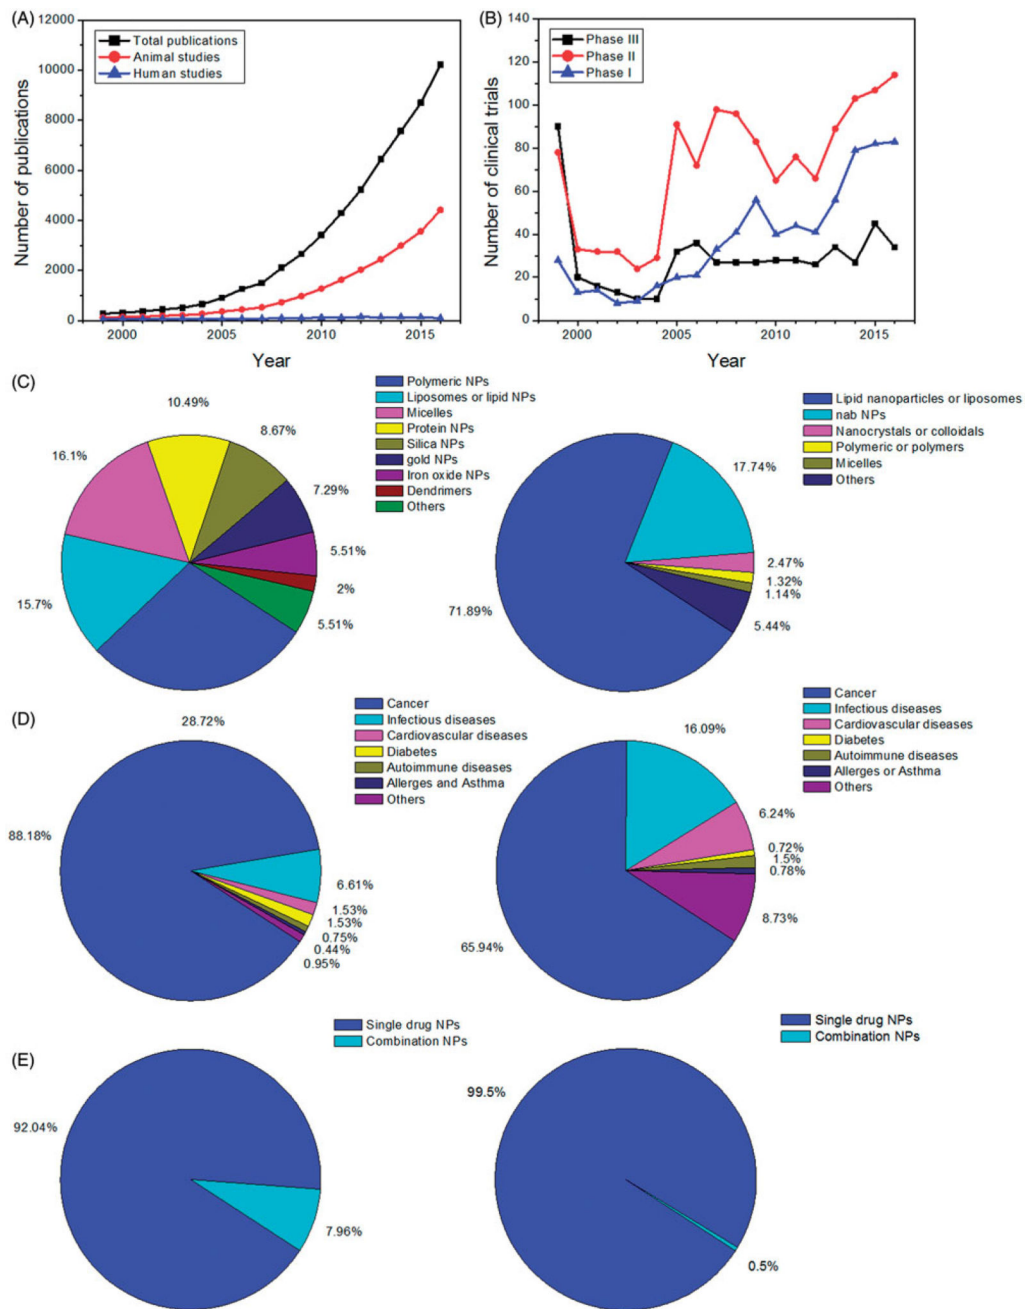 (A)
12000
10000
8000
6000
4000
2000
0
Number of publications
Total publications
Animal studies
Human studies
2000
2005
2010
2015
Year
(B)
140
120
100
80
60
40
20
0
Number of clinical trials
Phase III
Phase II
Phase I
2000
2005
2010
2015
Year
(C)
Polymeric NPs
Liposomes or lipid NPs
Micelles
Protein NPs
Silica NPs
gold NPs
Iron oxide NPs
Dendrimers
Others
10.49%
8.67%
16.1%
7.29%
5.51%
2%
15.7%
5.51%
28.72%
Lipid nanoparticles or liposomes
nab NPs
Nanocrystals or colloidals
Polymeric or polymers
Micelles
Others
17.74%
2.47%
1.32%
1.14%
71.89%
5.44%
(D)
Cancer
Infectious diseases
Cardiovascular diseases
Diabetes
Autoimmune diseases
Allerges and Asthma
Others
88.18%
6.61%
1.53%
1.53%
0.75%
0.44%
0.95%
Cancer
Infectious diseases
Cardiovascular diseases
Diabetes
Autoimmune diseases
Allerges or Asthma
Others
16.09%
6.24%
0.72%
1.5%
0.78%
8.73%
65.94%
(E)
Single drug NPs
Combination NPs
92.04%
7.96%
Single drug NPs
Combination NPs
99.5%
0.5%